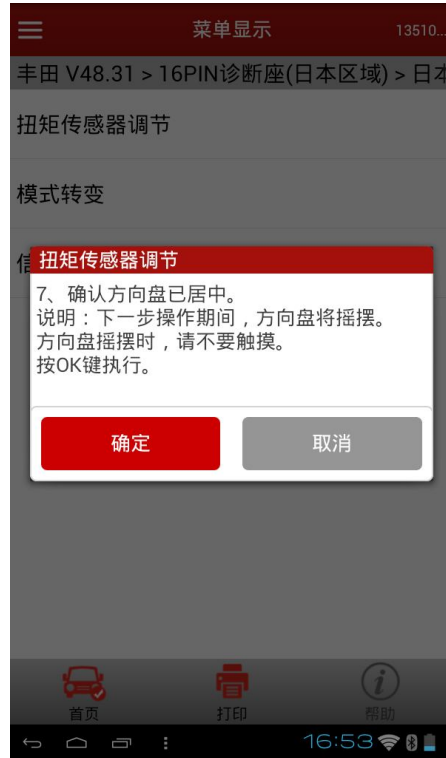 菜单显示
13510...
丰田 V48.31 > 16PIN诊断座(日本区域) > 日本
扭矩传感器调节
模式转变
信
扭矩传感器调节
7、确认方向盘已居中。
说明：下一步操作期间，方向盘将摇摆。
方向盘摇摆时，请不要触摸。
按OK键执行。
确定
取消
首页
打印
帮助
16:53